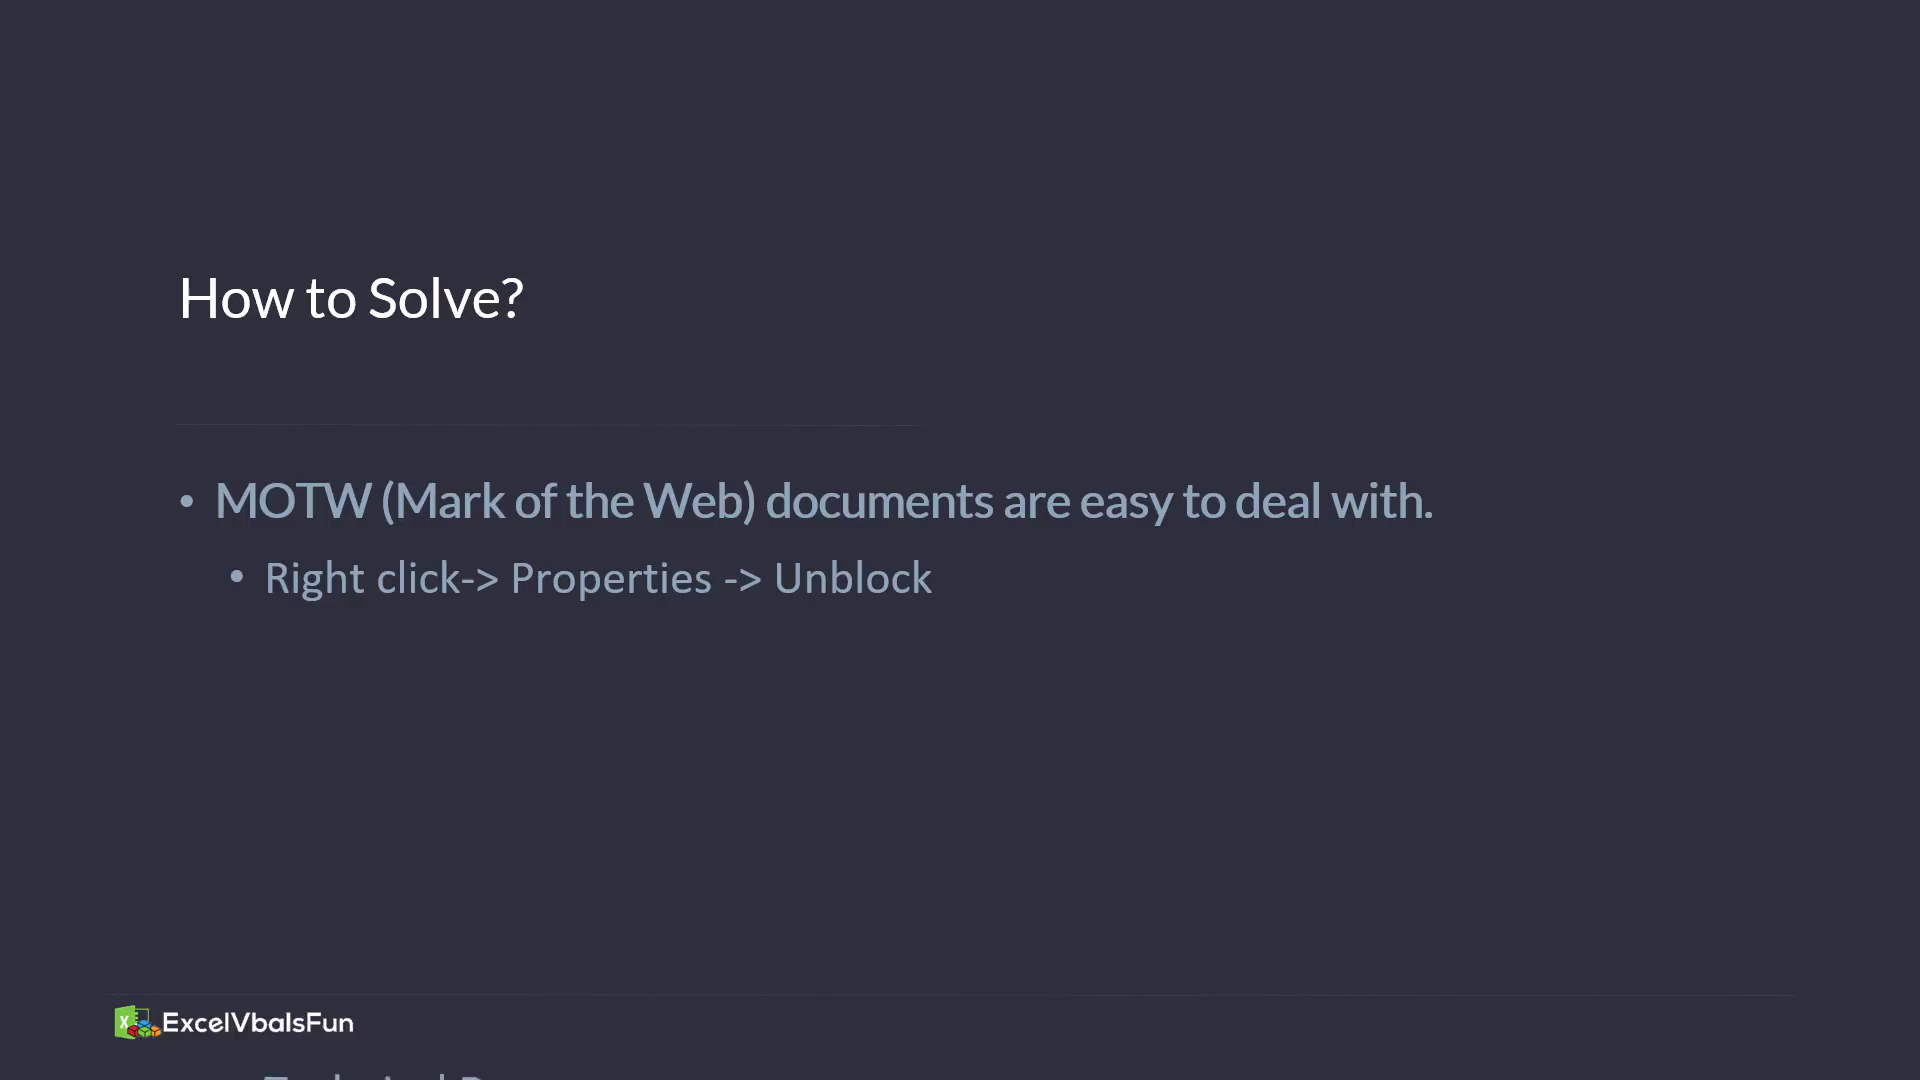 How to Solve?
• MOTW (Mark of the Web) documents are easy to deal with.
• Right click-> Properties -> Unblock
ExcelVbaIsFun